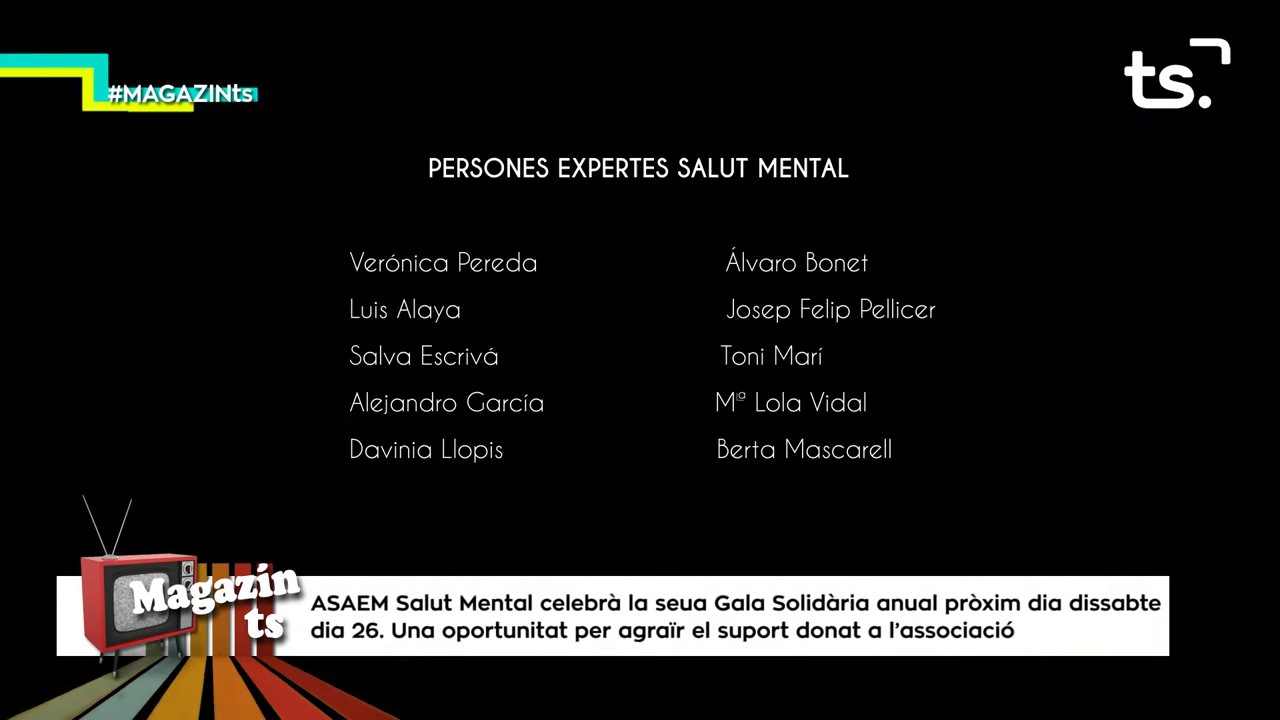 #MAGAZINts
ts.
PERSONES EXPERTES SALUT MENTAL
Verónica Pereda
Álvaro Bonet
Luis Alaya
Josep Felip Pellicer
Salva Escrivá
Toni Marí
Alejandro García
Mª Lola Vidal
Davinia Llopis
Berta Mascarell
Magazín
ts
ASAEM Salut Mental celebrà la seua Gala Solidària anual pròxim dia dissabte
dia 26. Una oportunitat per agraïr el suport donat a l'associació